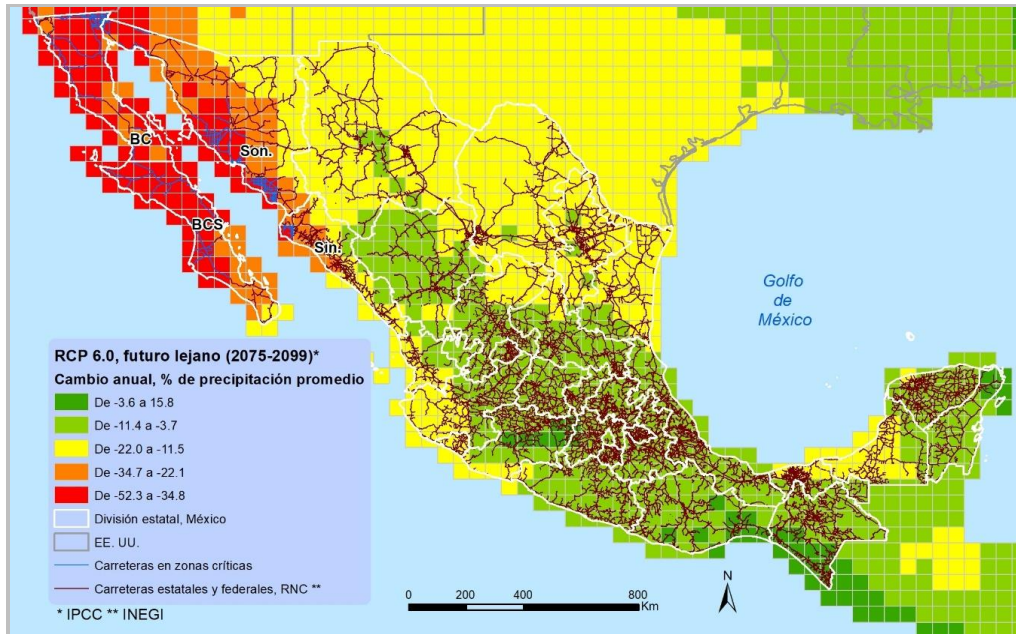 BC
Son.
BCS
Sin.
Golfo
de
México
RCP 6.0, futuro lejano (2075-2099)*
Cambio anual, % de precipitación promedio
De -3.6 a 15.8
De -11.4 a -3.7
De -22.0 a -11.5
De -34.7 a -22.1
De -52.3 a -34.8
División estatal, México
EE. UU.
Carreteras en zonas críticas
Carreteras estatales y federales, RNC **
* IPCC ** INEGI
0 200 400 800
Km
N